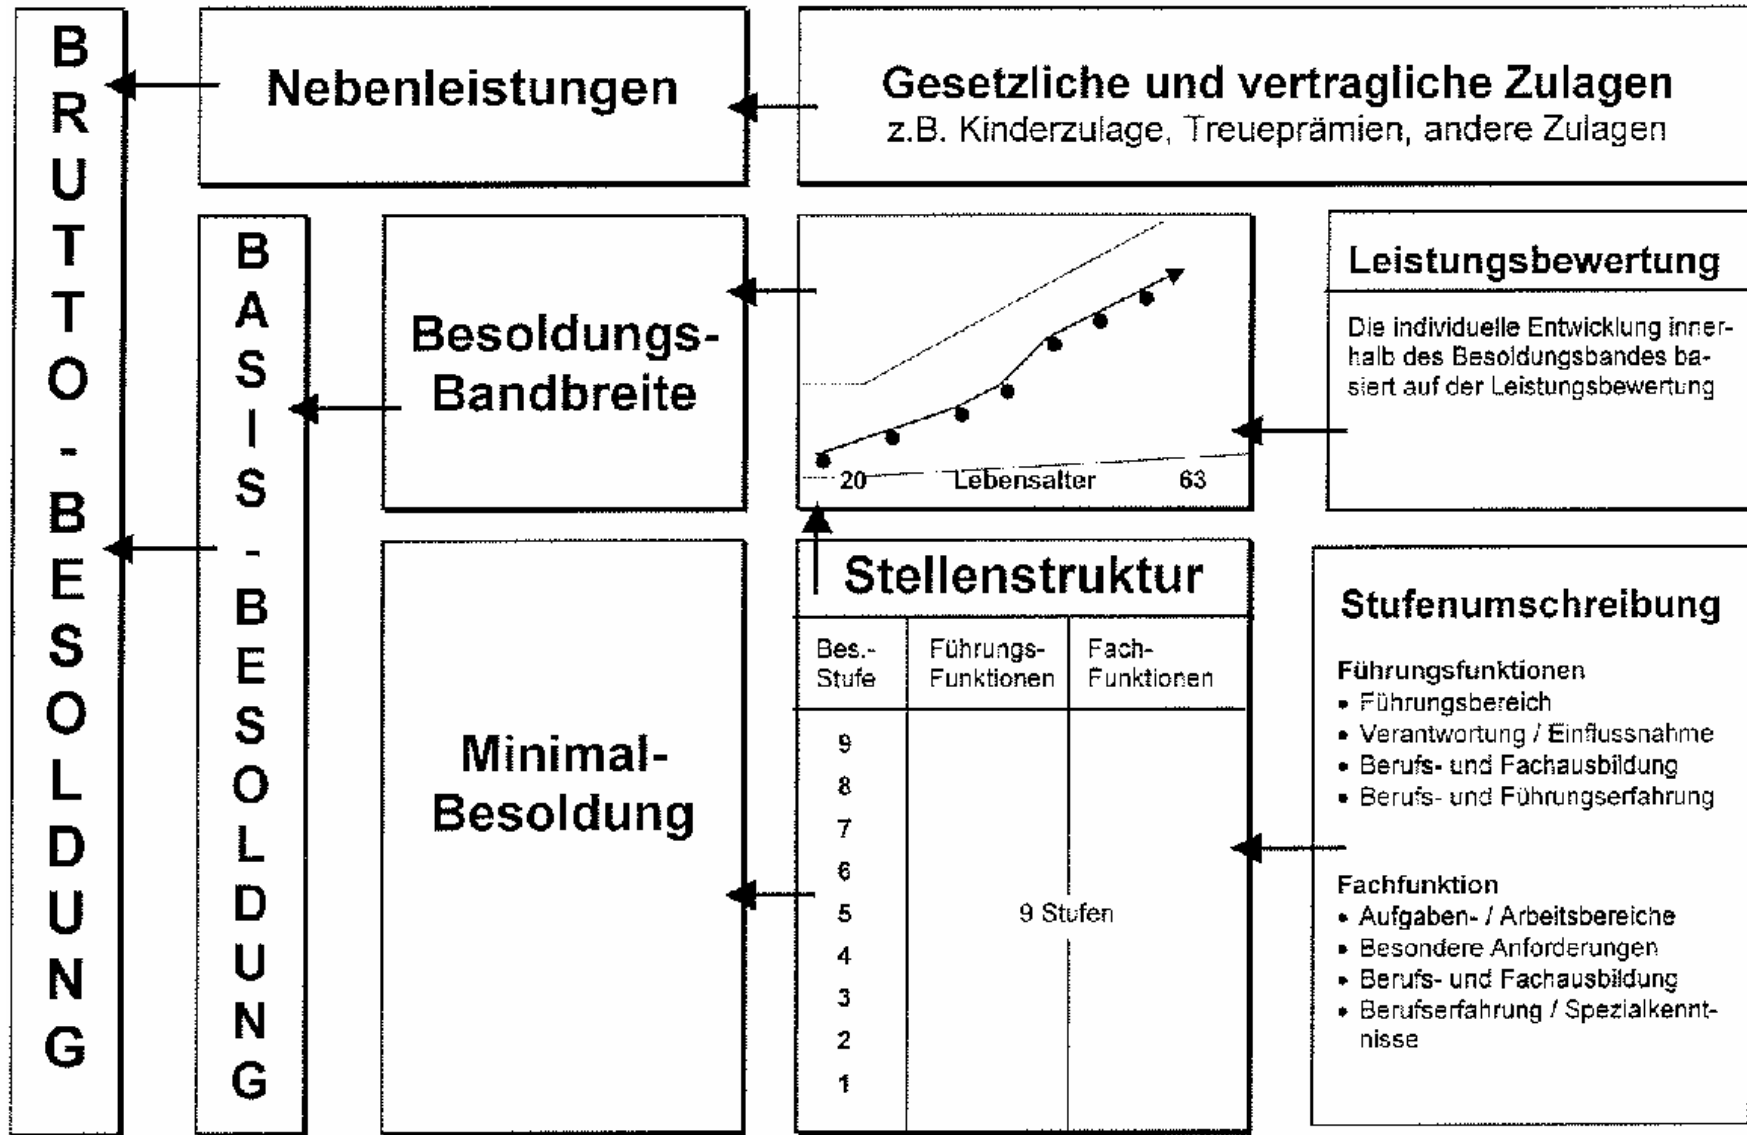 BRUTTO-BESOLDUNG
Nebenleistungen
Gesetzliche und vertragliche Zulagen
z.B. Kinderzulage, Treueprämien, andere Zulagen
BASIS-BESOLDUNG
Besoldungs-
Bandbreite
20 Lebensalter 63
Leistungsbewertung
Die individuelle Entwicklung inner-
halb des Besoldungsbandes ba-
siert auf der Leistungsbewertung
Minimal-
Besoldung
Stellenstruktur
Bes.-
Stufe
Führungs-
Funktionen
Fach-
Funktionen
9
8
7
6
5
4
3
2
1
9 Stufen
Stufenumschreibung
Führungsfunktionen
• Führungsbereich
• Verantwortung / Einflussnahme
• Berufs- und Fachausbildung
• Berufs- und Führungserfahrung
Fachfunktion
• Aufgaben- / Arbeitsbereiche
• Besondere Anforderungen
• Berufs- und Fachausbildung
• Berufserfahrung / Spezialkennt-
nisse